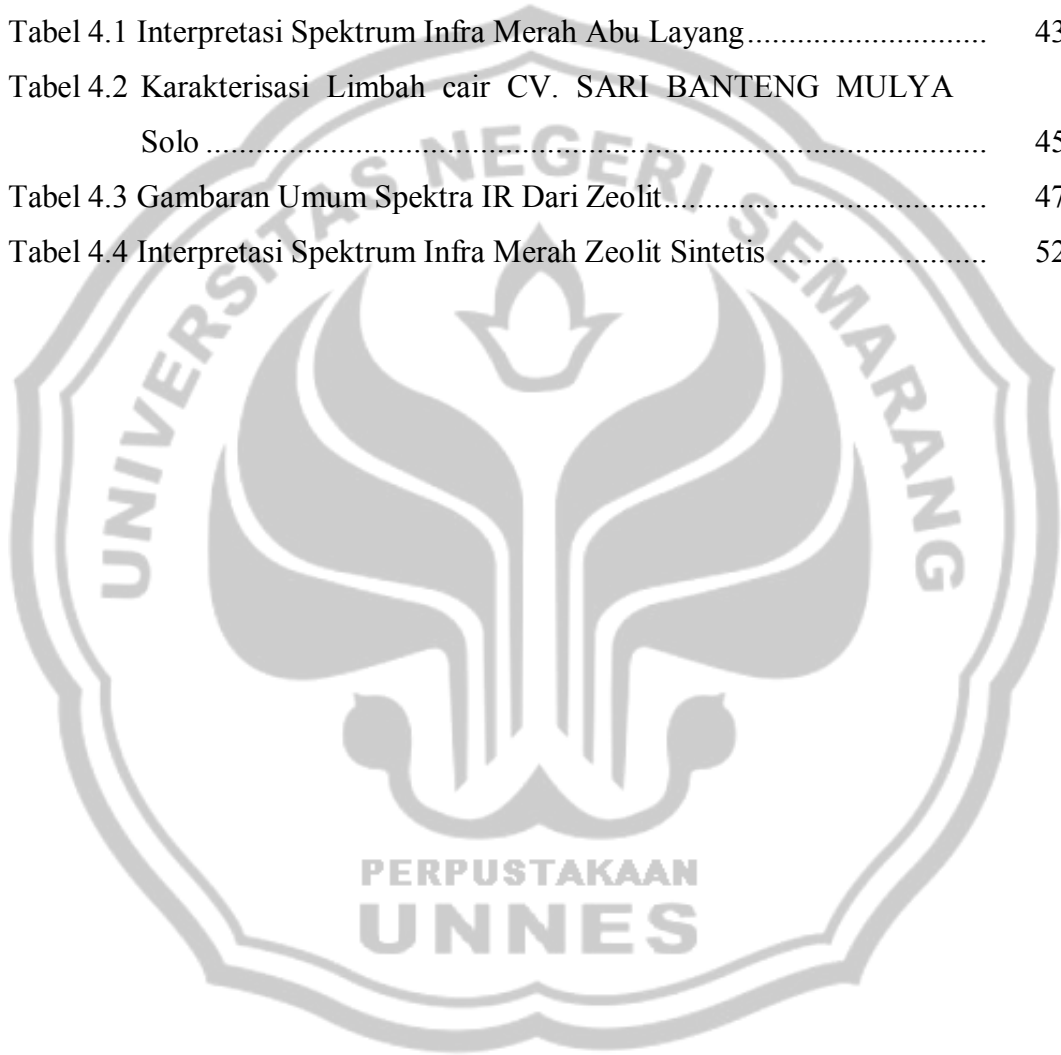 Tabel 4.1 Interpretasi Spektrum Infra Merah Abu Layang........................... 43
Tabel 4.2 Karakterisasi Limbah cair CV. SARI BANTENG MULYA
Solo ........................................................................................ 45
Tabel 4.3 Gambaran Umum Spektra IR Dari Zeolit.................................... 47
Tabel 4.4 Interpretasi Spektrum Infra Merah Zeolit Sintetis ........................ 52
UNIVERSITAS NEGERI SEMARANG
PERPUSTAKAAN
UNNES